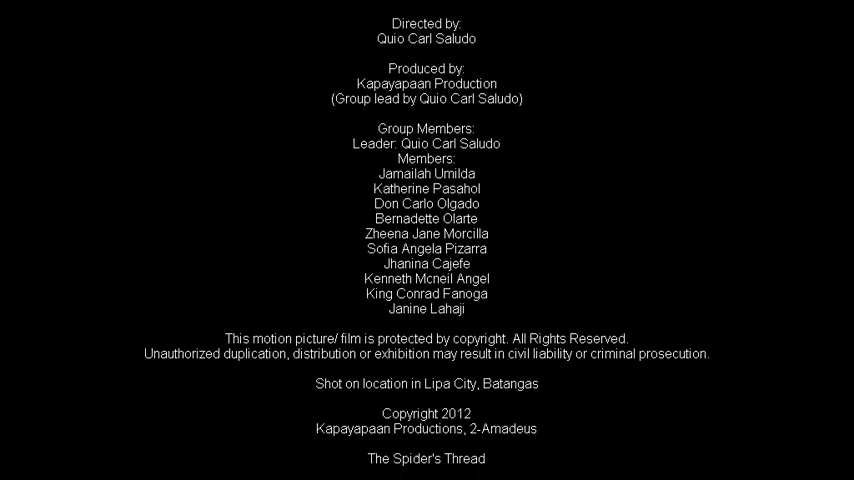 Directed by:
Quio Carl Saludo
Produced by:
Kapayapaan Production
(Group lead by Quio Carl Saludo)
Group Members:
Leader: Quio Carl Saludo
Members:
Jamailah Umilda
Katherine Pasahol
Don Carlo Olgado
Bernadette Olarte
Zheena Jane Morcilla
Sofia Angela Pizarra
Jhanina Cajefe
Kenneth Mcneil Angel
King Conrad Fanoga
Janine Lahaji
This motion picture/ film is protected by copyright. All Rights Reserved.
Unauthorized duplication, distribution or exhibition may result in civil liability or criminal prosecution.
Shot on location in Lipa City, Batangas
Copyright 2012
Kapayapaan Productions, 2-Amadeus
The Spider's Thread